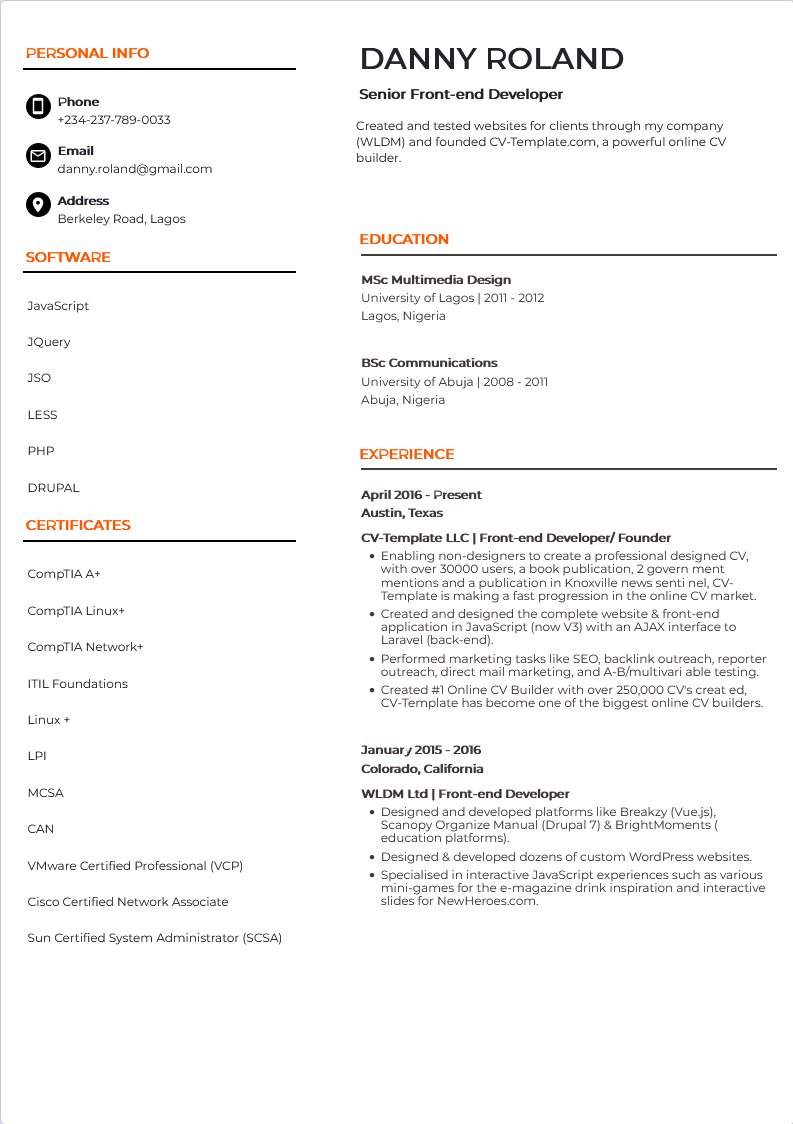 PERSONAL INFO
Phone
+234-237-789-0033
Email
danny.roland@gmail.com
Address
Berkeley Road, Lagos
SOFTWARE
JavaScript
JQuery
JSO
LESS
PHP
DRUPAL
CERTIFICATES
CompTIA A+
CompTIA Linux+
CompTIA Network+
ITIL Foundations
Linux +
LPI
MCSA
CAN
VMware Certified Professional (VCP)
Cisco Certified Network Associate
Sun Certified System Administrator (SCSA)
DANNY ROLAND
Senior Front-end Developer
Created and tested websites for clients through my company
(WLDM) and founded CV-Template.com, a powerful online CV
builder.
EDUCATION
MSc Multimedia Design
University of Lagos | 2011 - 2012
Lagos, Nigeria
BSc Communications
University of Abuja | 2008 - 2011
Abuja, Nigeria
EXPERIENCE
April 2016 - Present
Austin, Texas
CV-Template LLC | Front-end Developer/ Founder
• Enabling non-designers to create a professional designed CV,
with over 30000 users, a book publication, 2 govern ment
mentions and a publication in Knoxville news senti nel, CV-
Template is making a fast progression in the online CV market.
• Created and designed the complete website & front-end
application in JavaScript (now V3) with an AJAX interface to
Laravel (back-end).
• Performed marketing tasks like SEO, backlink outreach, reporter
outreach, direct mail marketing, and A-B/multivari able testing.
• Created #1 Online CV Builder with over 250,000 CV's creat ed,
CV-Template has become one of the biggest online CV builders.
January 2015 - 2016
Colorado, California
WLDM Ltd | Front-end Developer
• Designed and developed platforms like Breakzy (Vue.js),
Scanopy Organize Manual (Drupal 7) & BrightMoments (
education platforms).
• Designed & developed dozens of custom WordPress websites.
• Specialised in interactive JavaScript experiences such as various
mini-games for the e-magazine drink inspiration and interactive
slides for NewHeroes.com.